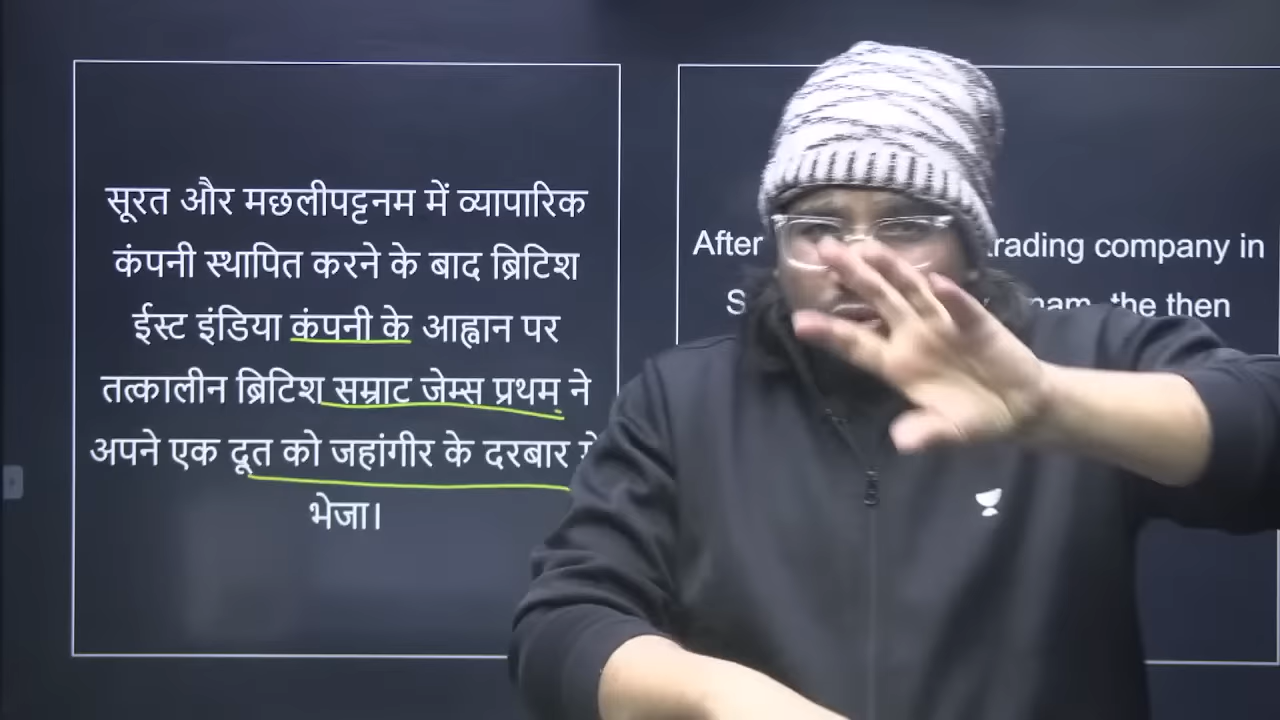 सूरत और मछलीपट्टनम में व्यापारिक
कंपनी स्थापित करने के बाद ब्रिटिश
ईस्ट इंडिया कंपनी के आह्वान पर
तत्कालीन ब्रिटिश सम्राट जेम्स प्रथम ने
अपने एक दूत को जहांगीर के दरबार
भेजा।
After
company in
the then